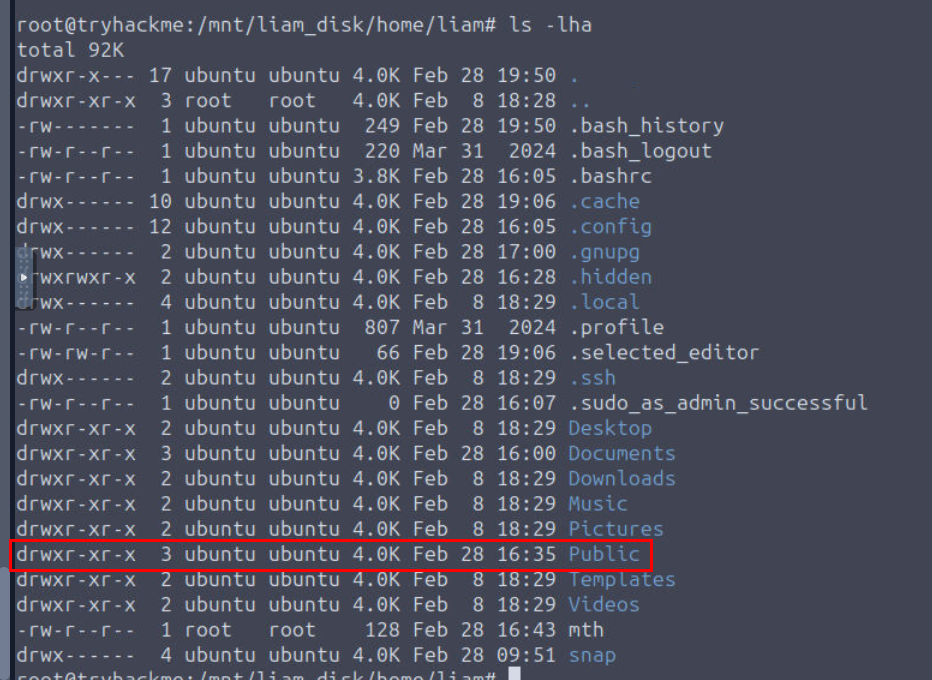 root@tryhackme:/mnt/liam_disk/home/liam# ls -lha
total 92K
drwxr-x--- 17 ubuntu ubuntu 4.0K Feb 28 19:50 .
drwxr-xr-x  3 root   root   4.0K Feb  8 18:28 ..
-rw-------  1 ubuntu ubuntu  249 Feb 28 19:50 .bash_history
-rw-r--r--  1 ubuntu ubuntu  220 Mar 31  2024 .bash_logout
-rw-r--r--  1 ubuntu ubuntu 3.8K Feb 28 16:05 .bashrc
drwx------ 10 ubuntu ubuntu 4.0K Feb 28 19:06 .cache
drwx------ 12 ubuntu ubuntu 4.0K Feb 28 16:05 .config
drwx------  2 ubuntu ubuntu 4.0K Feb 28 17:00 .gnupg
rwxrwxr-x  2 ubuntu ubuntu 4.0K Feb 28 16:28 .hidden
drwx------  4 ubuntu ubuntu 4.0K Feb  8 18:29 .local
-rw-r--r--  1 ubuntu ubuntu  807 Mar 31  2024 .profile
-rw-rw-r--  1 ubuntu ubuntu   66 Feb 28 19:06 .selected_editor
drwx------  2 ubuntu ubuntu 4.0K Feb  8 18:29 .ssh
-rw-r--r--  1 ubuntu ubuntu    0 Feb 28 16:07 .sudo_as_admin_successful
drwxr-xr-x  2 ubuntu ubuntu 4.0K Feb  8 18:29 Desktop
drwxr-xr-x  3 ubuntu ubuntu 4.0K Feb 28 16:00 Documents
drwxr-xr-x  2 ubuntu ubuntu 4.0K Feb  8 18:29 Downloads
drwxr-xr-x  2 ubuntu ubuntu 4.0K Feb  8 18:29 Music
drwxr-xr-x  2 ubuntu ubuntu 4.0K Feb  8 18:29 Pictures
drwxr-xr-x  3 ubuntu ubuntu 4.0K Feb 28 16:35 Public
drwxr-xr-x  2 ubuntu ubuntu 4.0K Feb  8 18:29 Templates
drwxr-xr-x  2 ubuntu ubuntu 4.0K Feb  8 18:29 Videos
-rw-r--r--  1 root   root    128 Feb 28 16:43 mth
drwx------  4 ubuntu ubuntu 4.0K Feb 28 09:51 snap
root@tryhackme:/mnt/liam_disk/home/liam#